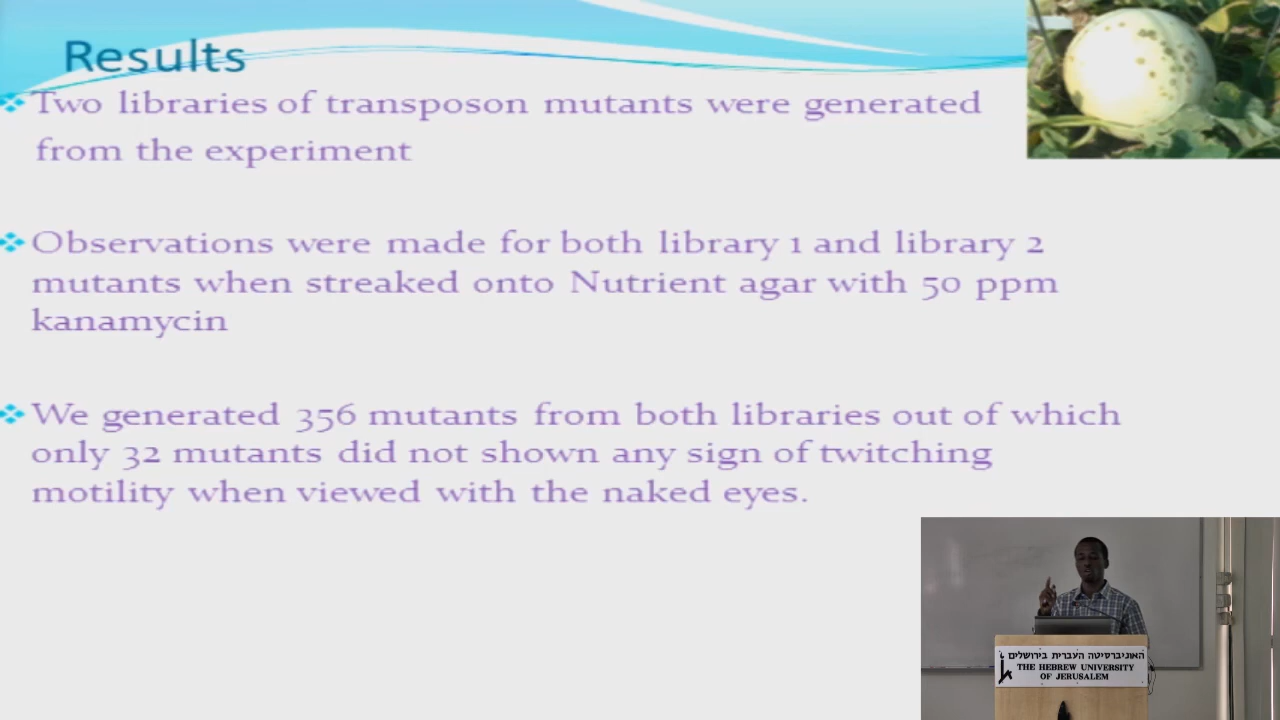 Results
Two libraries of transposon mutants were generated
from the experiment
Observations were made for both library 1 and library 2
mutants when streaked onto Nutrient agar with 50 ppm
kanamycin
We generated 356 mutants from both libraries out of which
only 32 mutants did not shown any sign of twitching
motility when viewed with the naked eyes.
האוניברסיטה העברית בירושלים
THE HEBREW UNIVERSITY
OF JERUSALEM